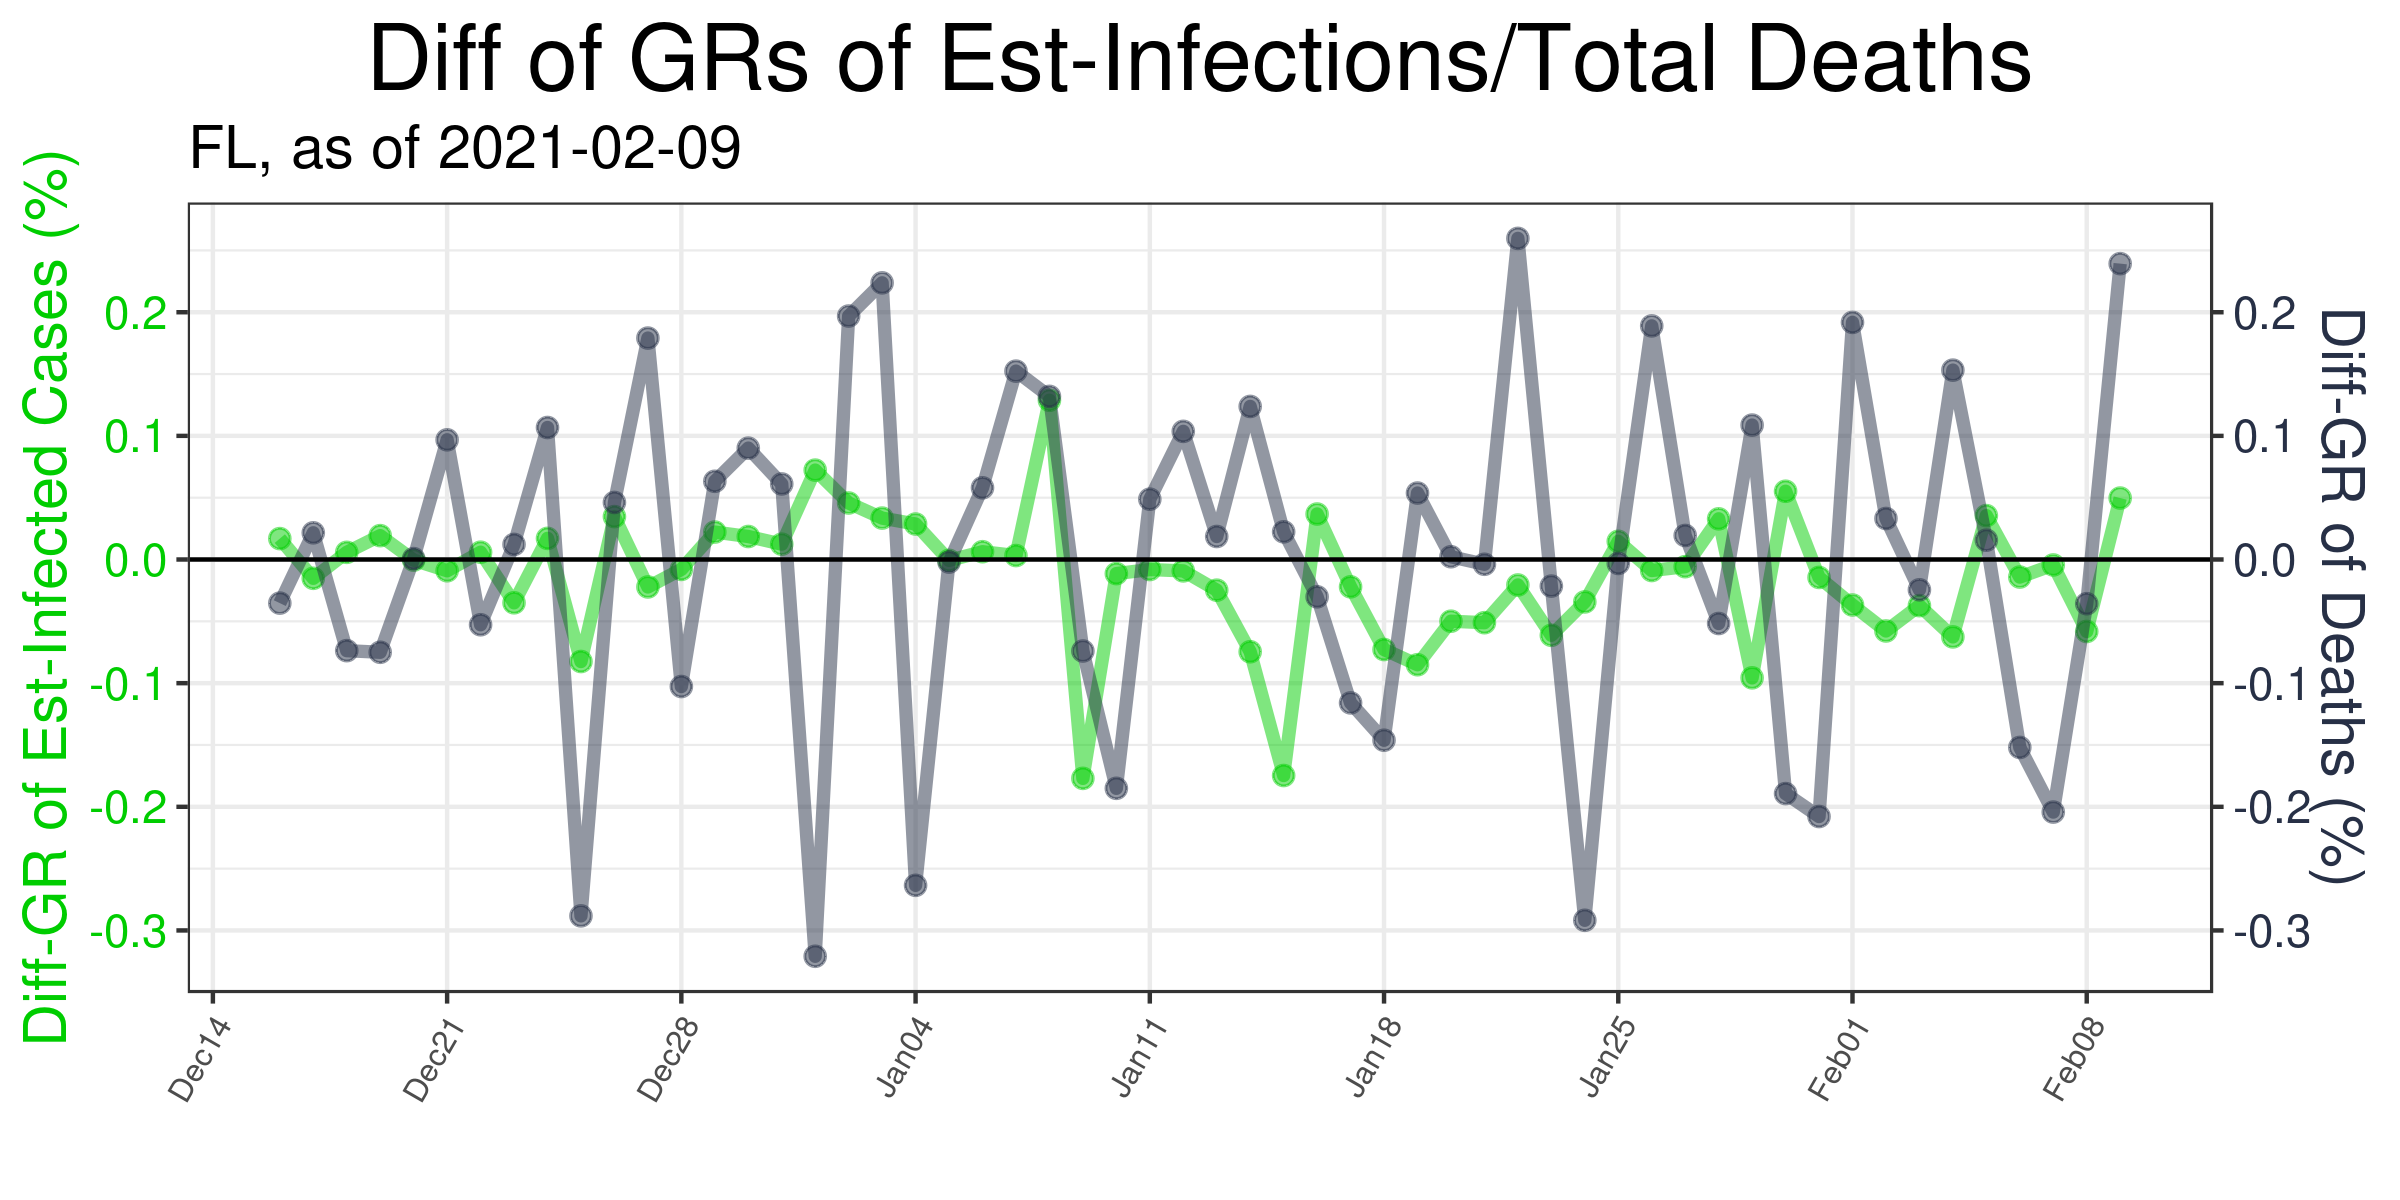 Diff of GRs of Est-Infections/Total Deaths
FL, as of 2021-02-09
Diff-GR of Est-Infected Cases (%)
0.2
0.1
0.0
-0.1
-0.2
-0.3
0.2
0.1
0.0
-0.1
-0.2
-0.3
Diff-GR of Deaths (%)
Dec14
Dec21
Dec28
Jan04
Jan11
Jan18
Jan25
Feb01
Feb08